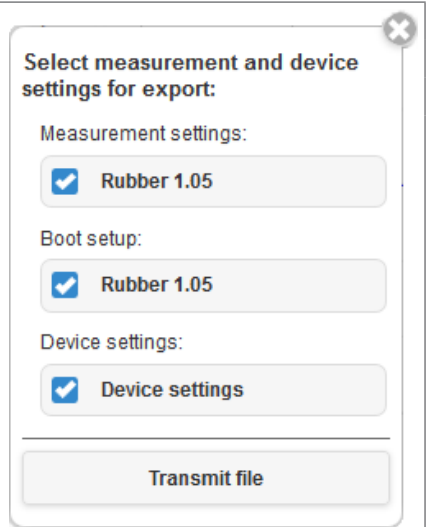 Select measurement and device
settings for export:
Measurement settings:
Rubber 1.05
Boot setup:
Rubber 1.05
Device settings:
Device settings
Transmit file